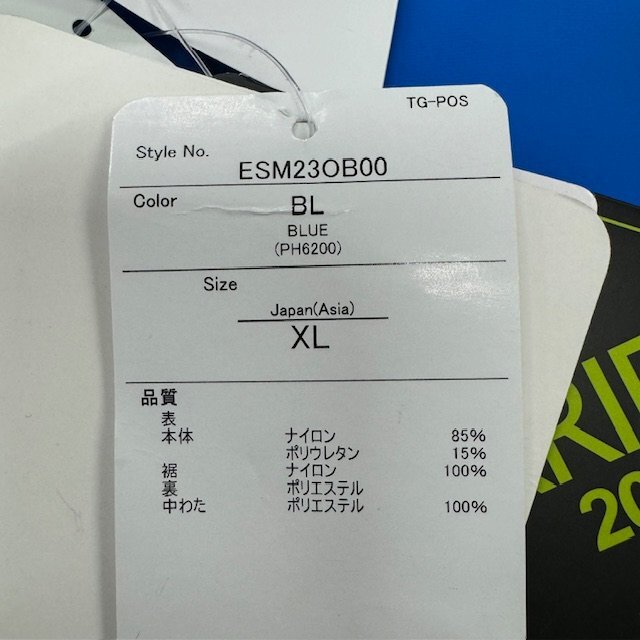 TG-POS
Style No. ESM23OB00
Color BL
BLUE
(PH6200)
Size
Japan(Asia)
XL
品質
表
本体 ナイロン 85%
ポリウレタン 15%
裾 ナイロン 100%
裏 ポリエステル
中わた ポリエステル 100%
RIE
20